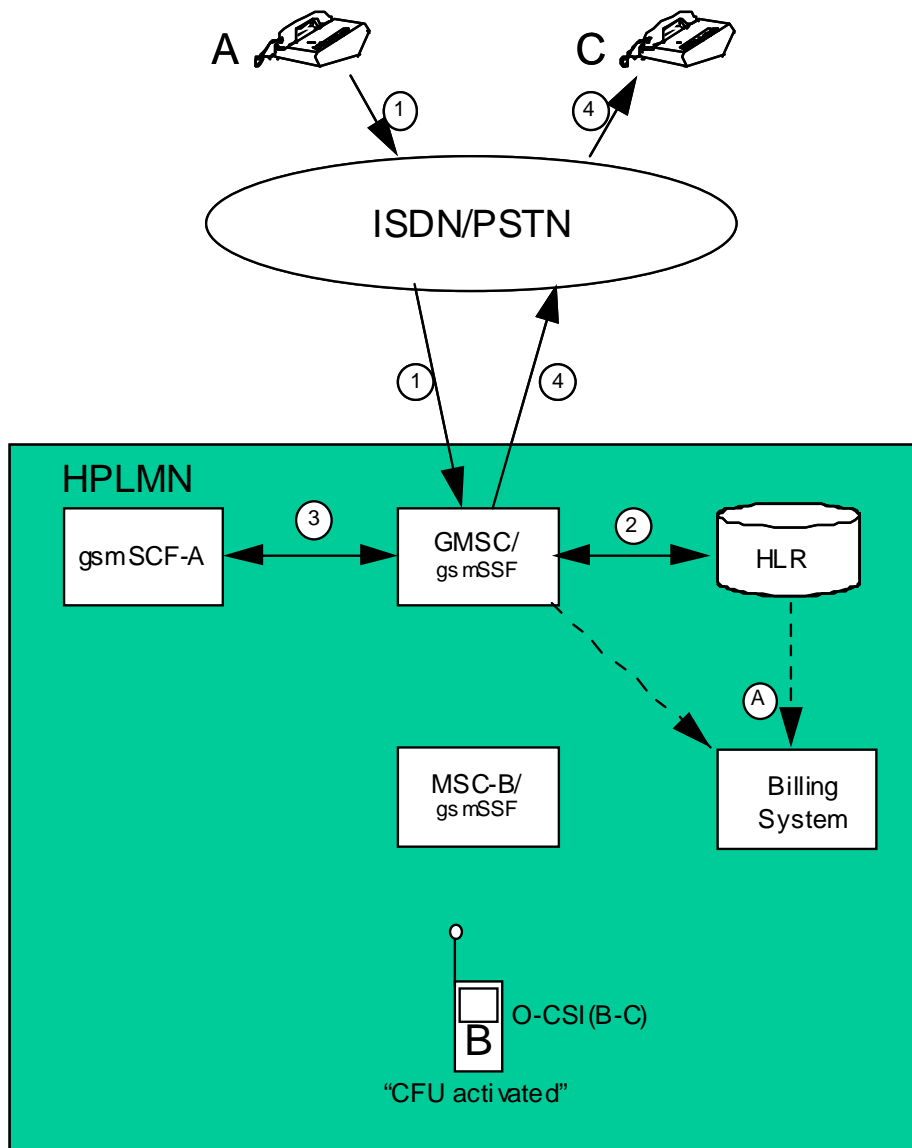 A
C
1
4
ISDN/PSTN
1
4
HPLMN
gsmSCF-A
3
GMSC/
gsmSSF
2
HLR
A
MSC-B/
gsmSSF
Billing
System
O-CSI(B-C)
B
“CFU activated”